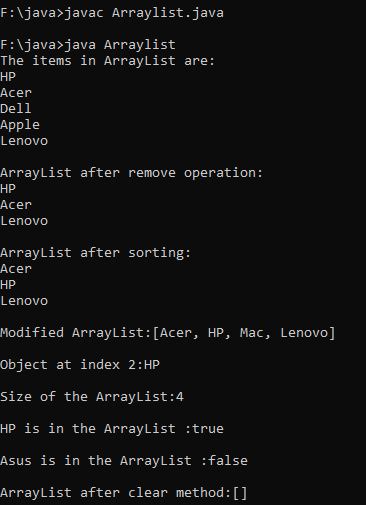 F:\java>javac Arraylist.java
F:\java>java Arraylist
The items in ArrayList are:
HP
Acer
Dell
Apple
Lenovo
ArrayList after remove operation:
HP
Acer
Lenovo
ArrayList after sorting:
Acer
HP
Lenovo
Modified ArrayList:[Acer, HP, Mac, Lenovo]
Object at index 2:HP
Size of the ArrayList:4
HP is in the ArrayList :true
Asus is in the ArrayList :false
ArrayList after clear method:[]